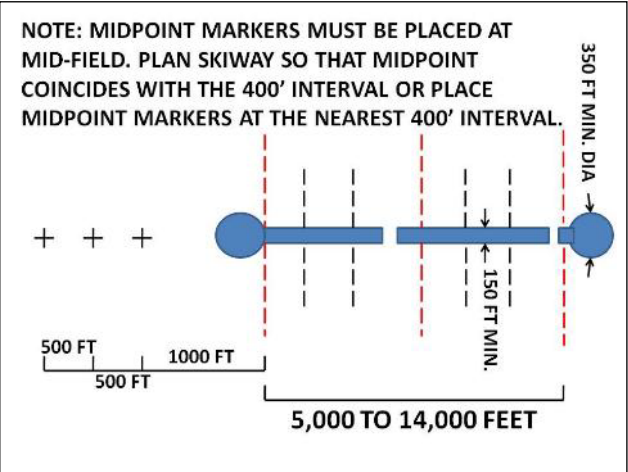 NOTE: MIDPOINT MARKERS MUST BE PLACED AT
MID-FIELD. PLAN SKIWAY SO THAT MIDPOINT
COINCIDES WITH THE 400' INTERVAL OR PLACE
MIDPOINT MARKERS AT THE NEAREST 400' INTERVAL.
350 FT MIN. DIA
150 FT MIN.
500 FT
1000 FT
500 FT
5,000 TO 14,000 FEET